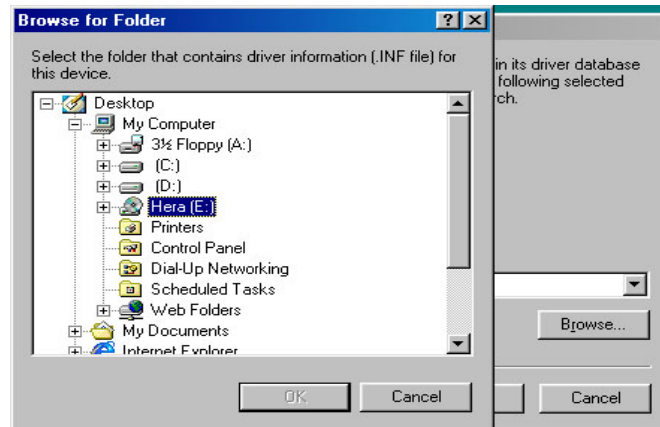 Browse for Folder
Select the folder that contains driver information (.INF file) for
this device.
Desktop
My Computer
3½ Floppy (A:)
(C:)
(D:)
Hera (E:)
Printers
Control Panel
Dial-Up Networking
Scheduled Tasks
Web Folders
My Documents
Internet Explorer
OK
Cancel
in its driver database
following selected
rch.
Browse...
Cancel